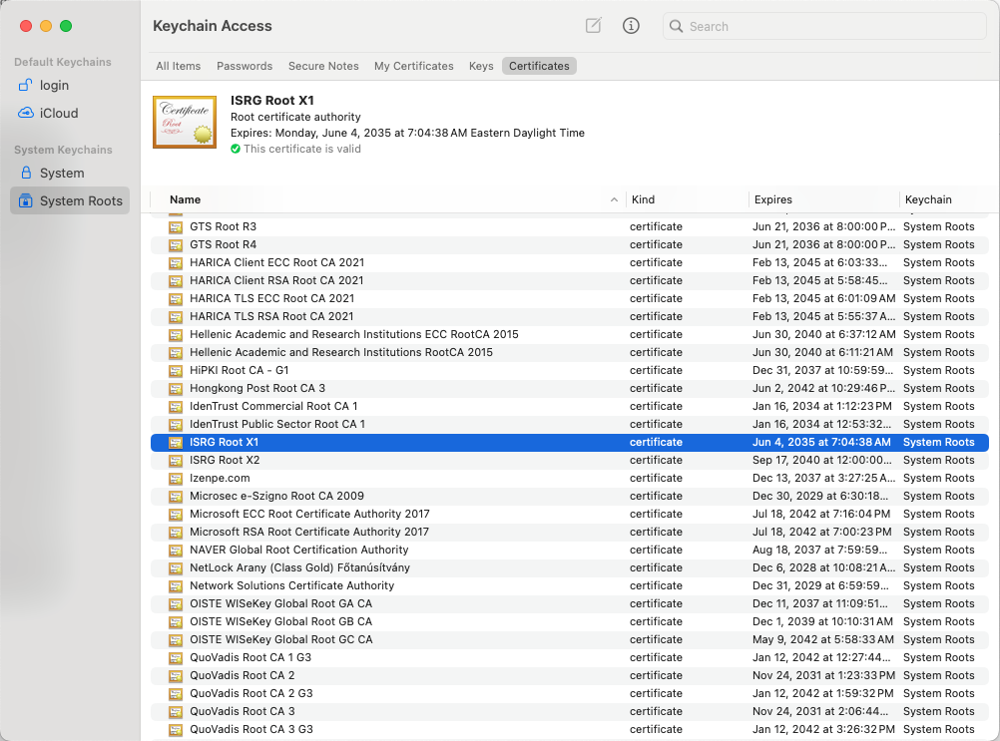 Keychain Access
Search
Default Keychains
login
iCloud
System Keychains
System
System Roots
All Items Passwords Secure Notes My Certificates Keys Certificates
Certificate
Root
ISRG Root X1
Root certificate authority
Expires: Monday, June 4, 2035 at 7:04:38 AM Eastern Daylight Time
This certificate is valid
Name Kind Expires Keychain
GTS Root R3 certificate Jun 21, 2036 at 8:00:00 P... System Roots
GTS Root R4 certificate Jun 21, 2036 at 8:00:00 P... System Roots
HARICA Client ECC Root CA 2021 certificate Feb 13, 2045 at 6:03:33... System Roots
HARICA Client RSA Root CA 2021 certificate Feb 13, 2045 at 5:58:45... System Roots
HARICA TLS ECC Root CA 2021 certificate Feb 13, 2045 at 6:01:09 AM System Roots
HARICA TLS RSA Root CA 2021 certificate Feb 13, 2045 at 5:55:37 A... System Roots
Hellenic Academic and Research Institutions ECC RootCA 2015 certificate Jun 30, 2040 at 6:37:12 AM System Roots
Hellenic Academic and Research Institutions RootCA 2015 certificate Jun 30, 2040 at 6:11:21 AM System Roots
HiPKI Root CA - G1 certificate Dec 31, 2037 at 10:59:59... System Roots
Hongkong Post Root CA 3 certificate Jun 2, 2042 at 10:29:46 P... System Roots
IdenTrust Commercial Root CA 1 certificate Jan 16, 2034 at 1:12:23 PM System Roots
IdenTrust Public Sector Root CA 1 certificate Jan 16, 2034 at 12:53:32... System Roots
ISRG Root X1 certificate Jun 4, 2035 at 7:04:38 AM System Roots
ISRG Root X2 certificate Sep 17, 2040 at 12:00:00... System Roots
Izenpe.com certificate Dec 13, 2037 at 3:27:25 A... System Roots
Microsec e-Szigno Root CA 2009 certificate Dec 30, 2029 at 6:30:18... System Roots
Microsoft ECC Root Certificate Authority 2017 certificate Jul 18, 2042 at 7:16:04 PM System Roots
Microsoft RSA Root Certificate Authority 2017 certificate Jul 18, 2042 at 7:00:23 PM System Roots
NAVER Global Root Certification Authority certificate Aug 18, 2037 at 7:59:59... System Roots
NetLock Arany (Class Gold) Főtanúsítvány certificate Dec 6, 2028 at 10:08:21 A... System Roots
Network Solutions Certificate Authority certificate Dec 31, 2029 at 6:59:59... System Roots
OISTE WISeKey Global Root GA CA certificate Dec 11, 2037 at 11:09:51... System Roots
OISTE WISeKey Global Root GB CA certificate Dec 1, 2039 at 10:10:31 AM System Roots
OISTE WISeKey Global Root GC CA certificate May 9, 2042 at 5:58:33 AM System Roots
QuoVadis Root CA 1 G3 certificate Jan 12, 2042 at 12:27:44... System Roots
QuoVadis Root CA 2 certificate Nov 24, 2031 at 1:23:33 PM System Roots
QuoVadis Root CA 2 G3 certificate Jan 12, 2042 at 1:59:32 PM System Roots
QuoVadis Root CA 3 certificate Nov 24, 2031 at 2:06:44... System Roots
QuoVadis Root CA 3 G3 certificate Jan 12, 2042 at 3:26:32 PM System Roots